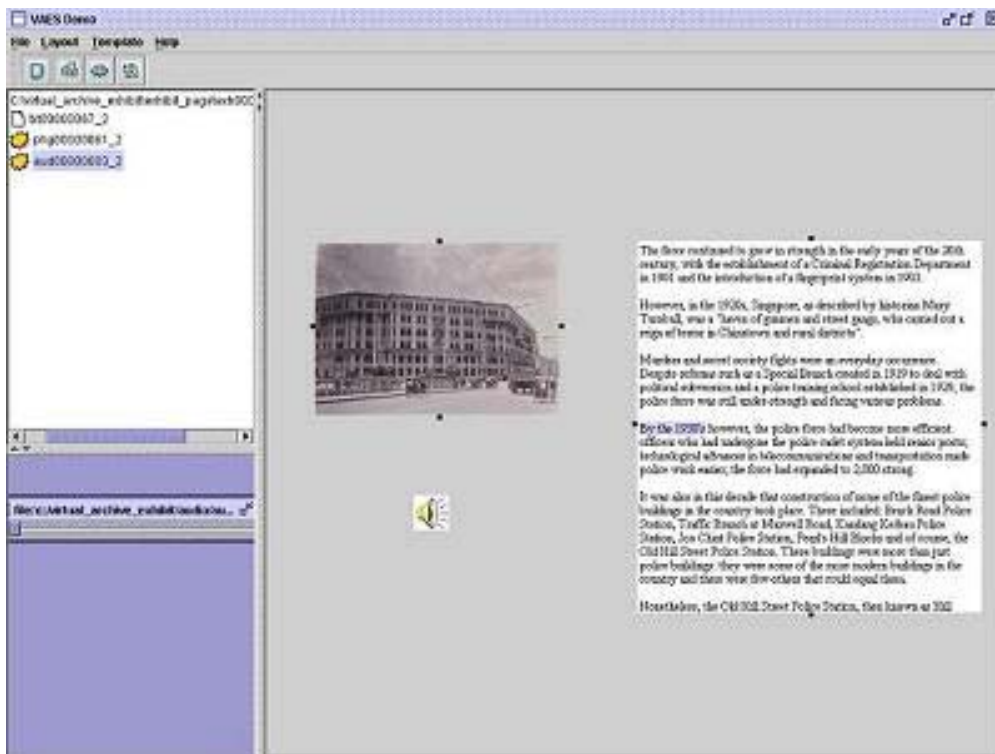 VAES Demo
File Layout Template Help
C:\virtual_archive_exhibit\exhibit_page\exh000
txt00000067_2
phg00000061_2
aud00000003_2
file:c:/virtual_archive_exhibit/audio/au...
The force continued to grow in strength in the early years of the 20th
century, with the establishment of a Criminal Registration Department
in 1901 and the introduction of a fingerprint system in 1903.
However, in the 1920s, Singapore, as described by historian Mary
Turnbull, was a "haven of gunmen and street gangs, who carried out a
reign of terror in Chinatown and rural districts".
Murders and secret society fights were an everyday occurrence.
Despite reforms such as a Special Branch created in 1919 to deal with
political subversion and a police training school established in 1929, the
police force was still under strength and facing various problems.
By the 1930's however, the police force had become more efficient.
officers who had undergone the police cadet system held senior posts;
technological advances in telecommunications and transportation made
police work easier; the force had expanded to 2,000 strong.
It was also in this decade that construction of some of the finest police
buildings in the country took place. These included: Beach Road Police
Station, Traffic Branch at Maxwell Road, Kandang Kerbau Police
Station, Joo Chiat Police Station, Pearl's Hill Blocks and of course, the
Old Hill Street Police Station. These buildings were more than just
police buildings: they were some of the most modern buildings in the
country and there were few others that could equal them.
Nonetheless, the Old Hill Street Police Station, then known as Hill